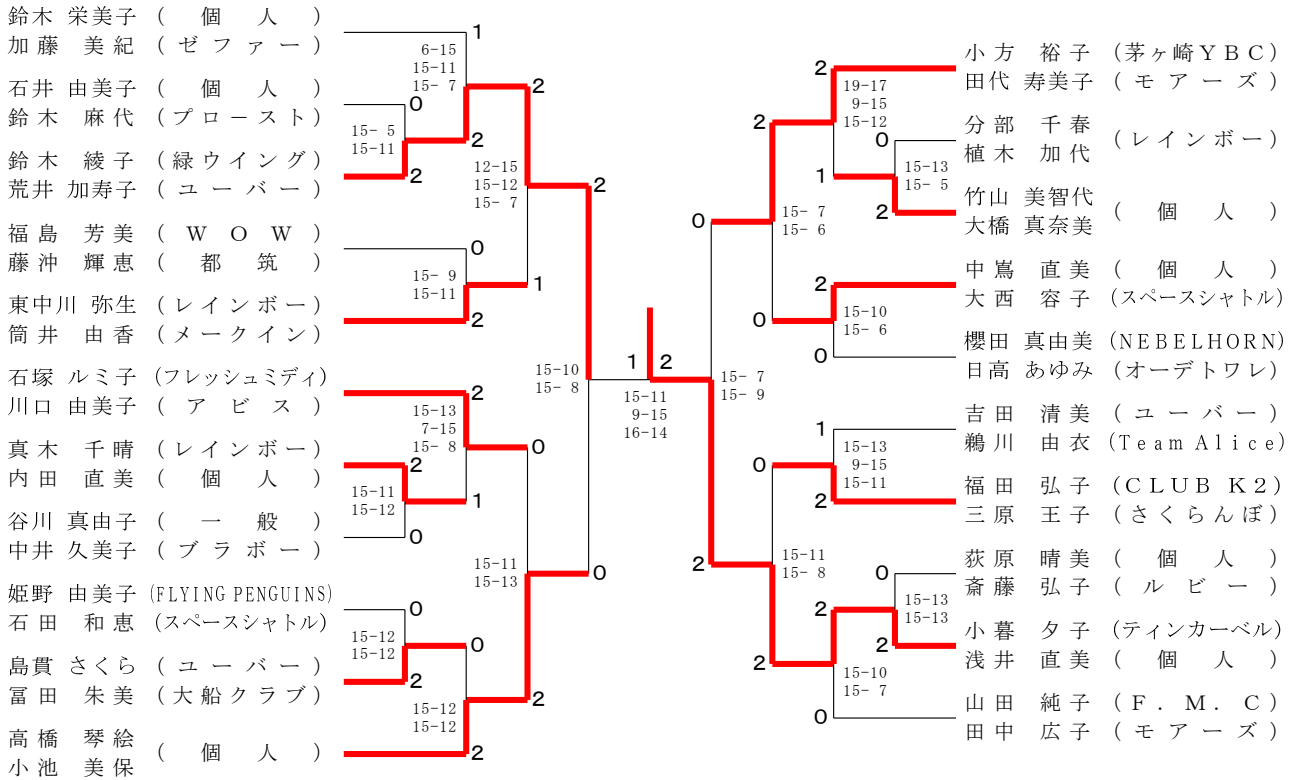 鈴木 栄美子 ( 個 人 )
加藤 美紀 (ゼファー)
石井 由美子 ( 個 人 )
鈴木 麻代 (プロースト)
鈴木 綾子 (緑ウイング)
荒井 加寿子 (ユーバー)
福島 芳美 ( W O W )
藤沖 輝恵 ( 都 筑 )
東中川 弥生 (レインボー)
筒井 由香 (メークイン)
石塚 ルミ子 (フレッシュミディ)
川口 由美子 ( アビス )
真木 千晴 (レインボー)
内田 直美 ( 個 人 )
谷川 真由子 ( 一 般 )
中井 久美子 (ブラボー)
姫野 由美子 (FLYING PENGUINS)
石田 和恵 (スペースシャトル)
島貫 さくら (ユーバー)
冨田 朱美 (大船クラブ)
高橋 琴絵
( 個 人 )
小池 美保
1
6-15
15-11
15- 7
2
0
15- 5
15-11
2
2
12-15
15-12
15- 7
2
0
15- 9
15-11
1
2
15-10
15- 8
2
15-13
7-15
15- 8
0
2
15-11
15-12
1
0
15-11
15-13
0
0
15-12
15-12
0
2
15-12
15-12
2
2
1 2
15-11
9-15
16-14
小方 裕子 (茅ヶ崎YBC)
田代 寿美子 (モアーズ)
分部 千春
(レインボー)
植木 加代
竹山 美智代
( 個 人 )
大橋 真奈美
中嶌 直美 ( 個 人 )
大西 容子 (スペースシャトル)
櫻田 真由美 (NEBELHORN)
日高 あゆみ (オーデトワレ)
吉田 清美 (ユーバー)
鵜川 由衣 (Team Alice)
福田 弘子 (CLUB K2)
三原 王子 (さくらんぼ)
荻原 晴美 ( 個 人 )
斎藤 弘子 ( ルビー )
小暮 夕子 (ティンカーベル)
浅井 直美 ( 個 人 )
山田 純子 (F.M.C)
田中 広子 (モアーズ)
2
19-17
9-15
15-12
2
0
15-13
15- 5
1
2
15- 7
15- 6
0
2
15-10
15- 6
0
0
15- 7
15- 9
1
15-13
9-15
15-11
0
2
15-11
15- 8
2
0
15-13
15-13
2
2
2
15-10
15- 7
0